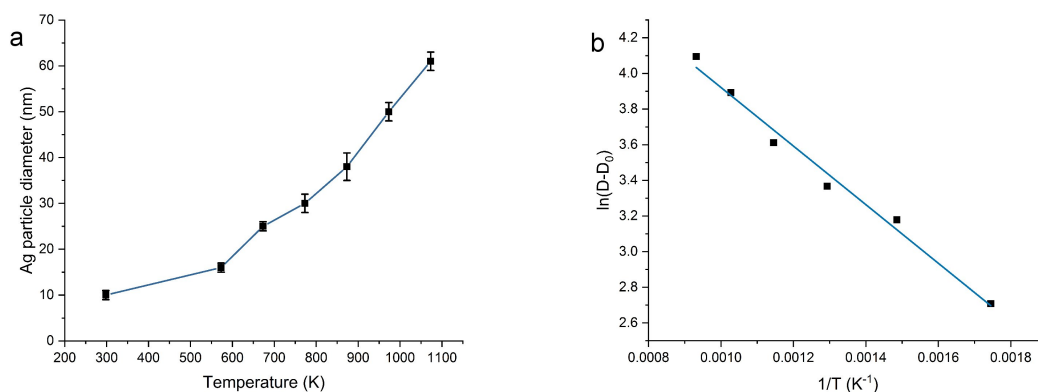 a
70
60
50
40
30
20
10
0
Ag particle diameter (nm)
200 300 400 500 600 700 800 900 1000 1100
Temperature (K)
b
4.2
4.0
3.8
3.6
3.4
3.2
3.0
2.8
2.6
ln(D-D₀)
0.0008 0.0010 0.0012 0.0014 0.0016 0.0018
1/T (K⁻¹)